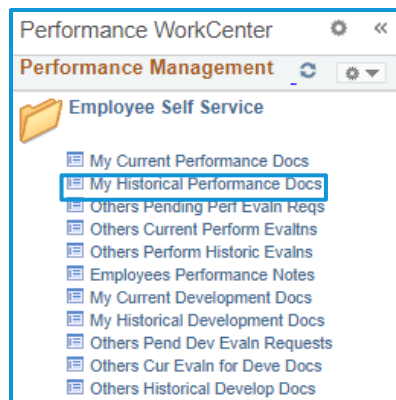 Performance WorkCenter
Performance Management
Employee Self Service
My Current Performance Docs
My Historical Performance Docs
Others Pending Perf Evaln Reqs
Others Current Perform Evaltns
Others Perform Historic Evalns
Employees Performance Notes
My Current Development Docs
My Historical Development Docs
Others Pend Dev Evaln Requests
Others Cur Evaln for Deve Docs
Others Historical Develop Docs